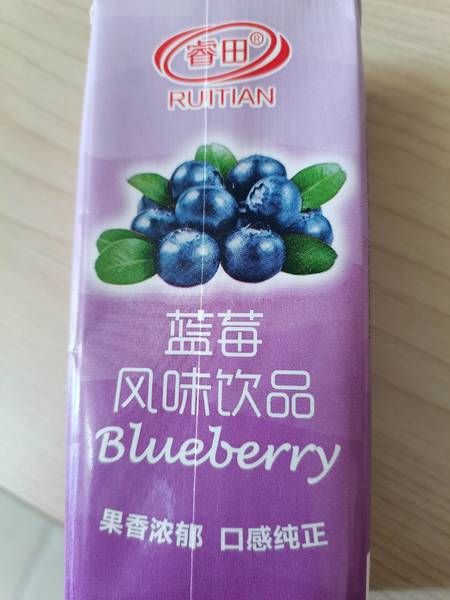 睿田®
RUITIAN
蓝莓
风味饮品
Blueberry
果香浓郁 口感纯正